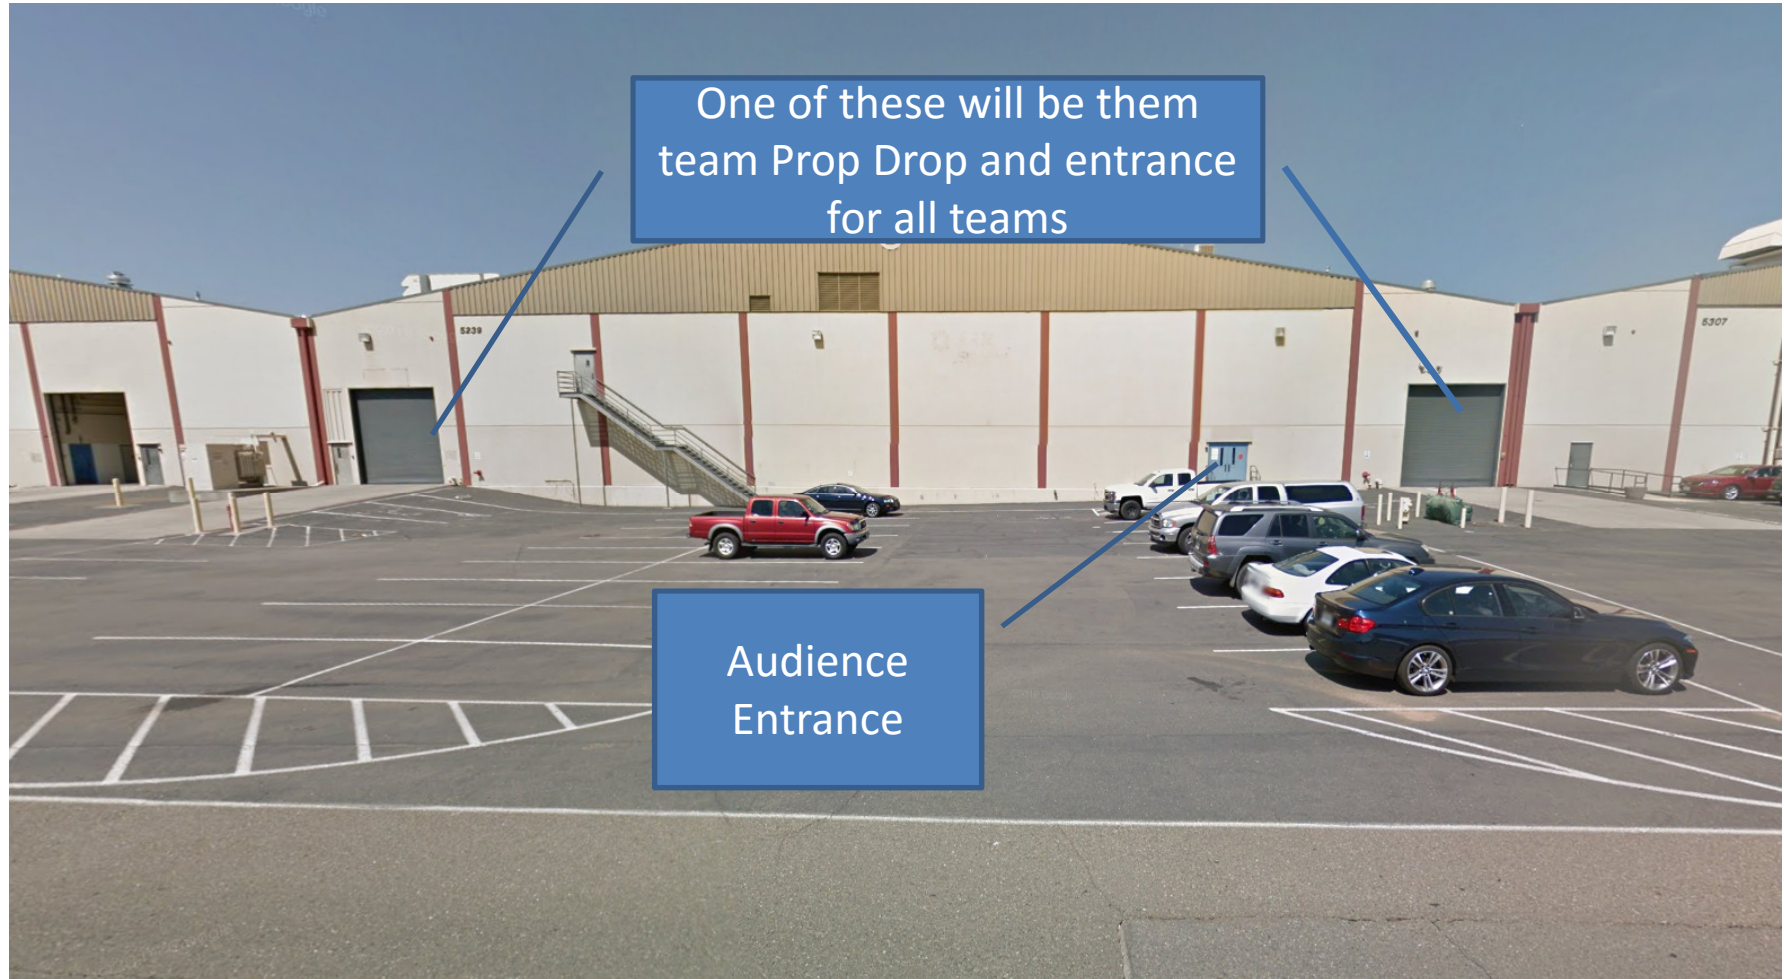 One of these will be them
team Prop Drop and entrance
for all teams
5239
5307
Audience
Entrance